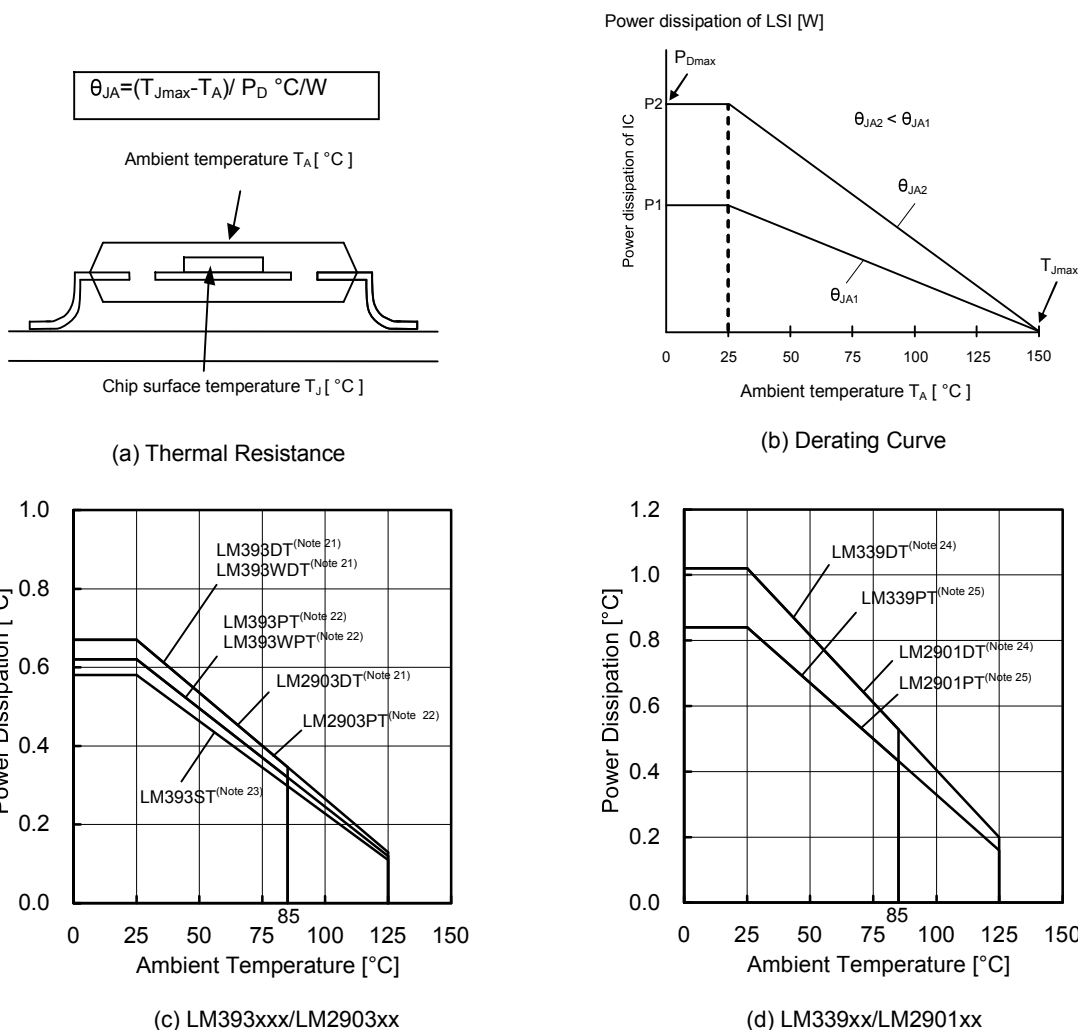 Power dissipation of LSI [W]
θJA=(TJmax-TA)/ PD °C/W
Ambient temperature TA [ °C ]
Chip surface temperature TJ [ °C ]
(a) Thermal Resistance
PDmax
P2
P1
Power dissipation of IC
θJA2 < θJA1
θJA2
θJA1
TJmax
0 25 50 75 100 125 150
Ambient temperature TA [ °C ]
(b) Derating Curve
1.0
0.8
0.6
0.4
0.2
0.0
Power Dissipation [°C]
LM393DT(Note 21)
LM393WDT(Note 21)
LM393PT(Note 22)
LM393WPT(Note 22)
LM2903DT(Note 21)
LM2903PT(Note 22)
LM393ST(Note 23)
85
0 25 50 75 100 125 150
Ambient Temperature [°C]
(c) LM393xxx/LM2903xx
1.2
1.0
0.8
0.6
0.4
0.2
0.0
Power Dissipation [°C]
LM339DT(Note 24)
LM339PT(Note 25)
LM2901DT(Note 24)
LM2901PT(Note 25)
85
0 25 50 75 100 125 150
Ambient Temperature [°C]
(d) LM339xx/LM2901xx